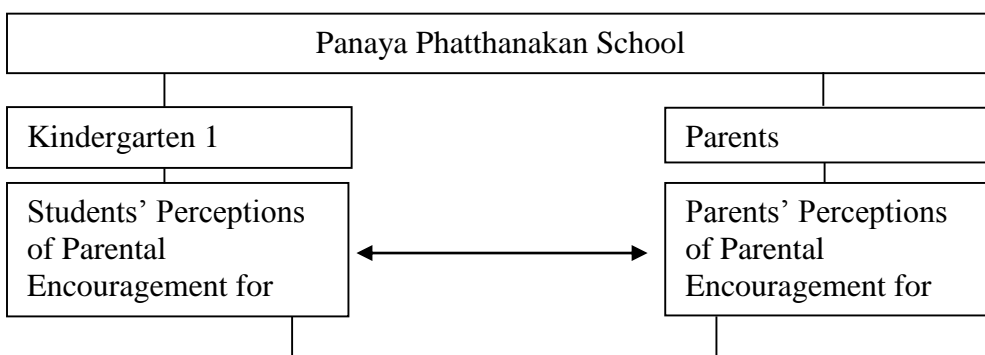 Panaya Phatthanakan School
Kindergarten 1
Parents
Students’ Perceptions
of Parental
Encouragement for
Parents’ Perceptions
of Parental
Encouragement for